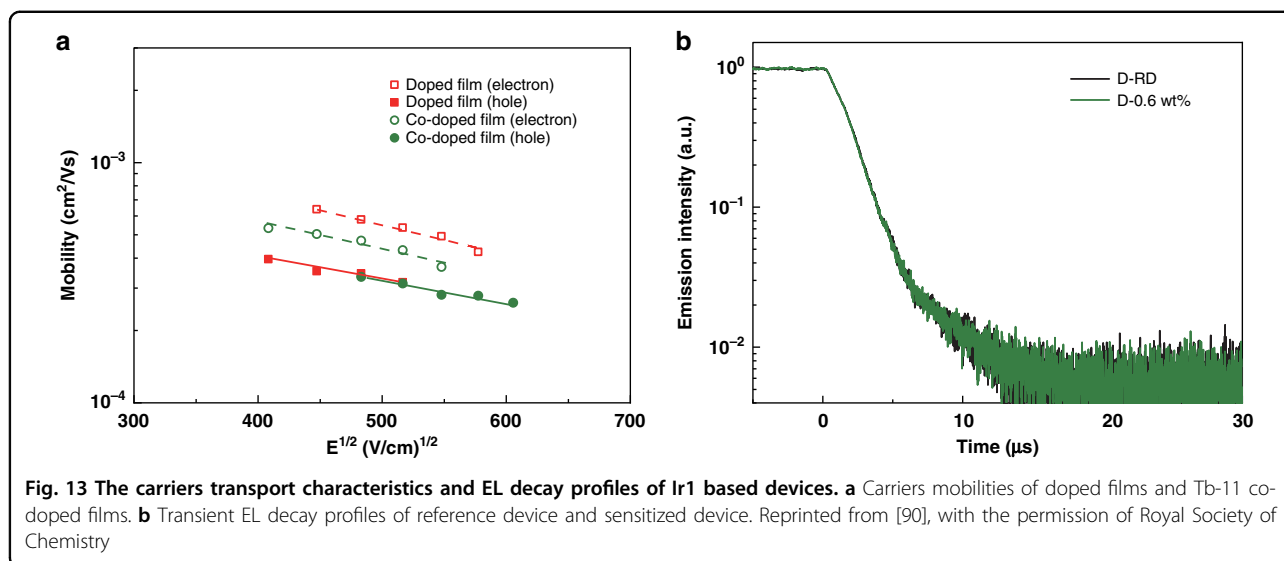 a
Doped film (electron)
Doped film (hole)
Co-doped film (electron)
Co-doped film (hole)
10⁻³
10⁻⁴
Mobility (cm²/Vs)
300 400 500 600 700
E¹ᐟ² (V/cm)¹ᐟ²
b
D-RD
D-0.6 wt%
10⁰
10⁻¹
10⁻²
Emission intensity (a.u.)
0 10 20 30
Time (μs)
Fig. 13 The carriers transport characteristics and EL decay profiles of Ir1 based devices. a Carriers mobilities of doped films and Tb-11 co-
doped films. b Transient EL decay profiles of reference device and sensitized device. Reprinted from [90], with the permission of Royal Society of
Chemistry